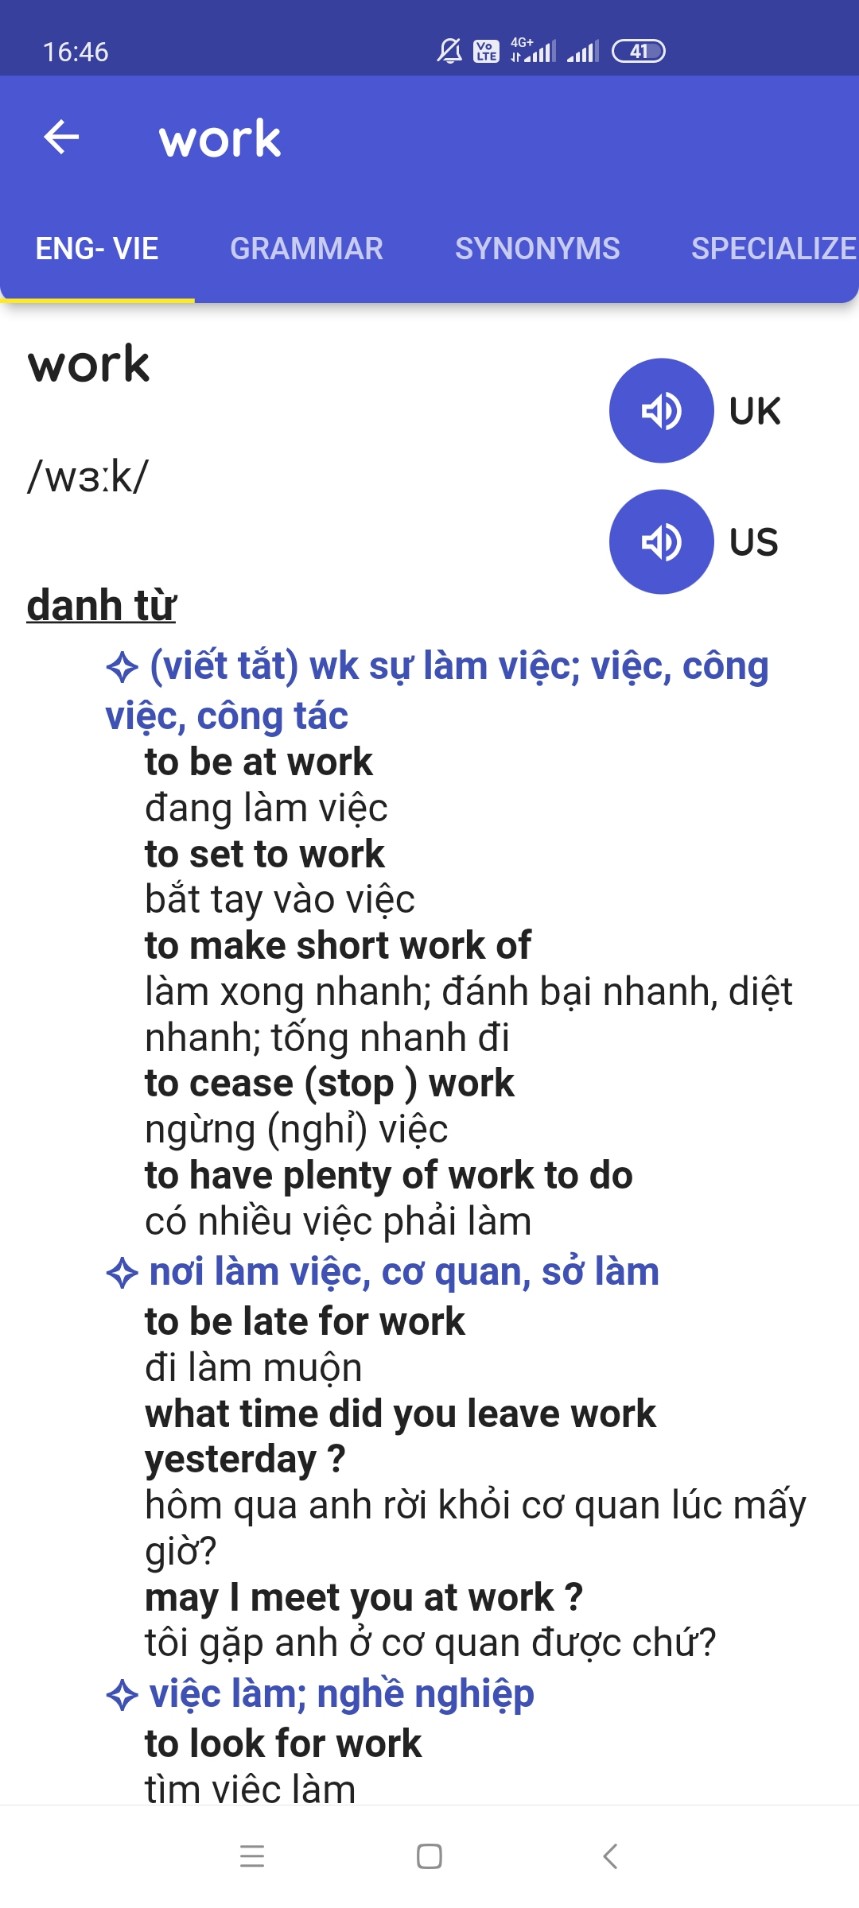 16:46
Vo LTE 4G+ 41
work
ENG- VIE GRAMMAR SYNONYMS SPECIALIZE
work
UK
/wɜːk/
US
danh từ
(viết tắt) wk sự làm việc; việc, công
việc, công tác
to be at work
đang làm việc
to set to work
bắt tay vào việc
to make short work of
làm xong nhanh; đánh bại nhanh, diệt
nhanh; tống nhanh đi
to cease (stop ) work
ngừng (nghỉ) việc
to have plenty of work to do
có nhiều việc phải làm
nơi làm việc, cơ quan, sở làm
to be late for work
đi làm muộn
what time did you leave work
yesterday ?
hôm qua anh rời khỏi cơ quan lúc mấy
giờ?
may I meet you at work ?
tôi gặp anh ở cơ quan được chứ?
việc làm; nghề nghiệp
to look for work
tìm việc làm